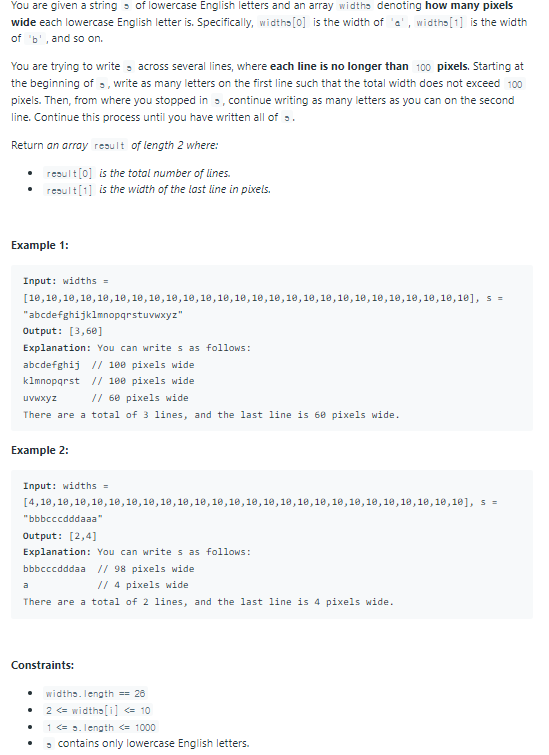 You are given a string s of lowercase English letters and an array widths denoting how many pixels
wide each lowercase English letter is. Specifically, widths[0] is the width of 'a', widths[1] is the width
of 'b', and so on.
You are trying to write s across several lines, where each line is no longer than 100 pixels. Starting at
the beginning of s, write as many letters on the first line such that the total width does not exceed 100
pixels. Then, from where you stopped in s, continue writing as many letters as you can on the second
line. Continue this process until you have written all of s.
Return an array result of length 2 where:
• result[0] is the total number of lines.
• result[1] is the width of the last line in pixels.
Example 1:
Input: widths =
[10,10,10,10,10,10,10,10,10,10,10,10,10,10,10,10,10,10,10,10,10,10,10,10,10,10], s =
"abcdefghijklmnopqrstuvwxyz"
Output: [3,60]
Explanation: You can write s as follows:
abcdefghij // 100 pixels wide
klmnopqrst // 100 pixels wide
uvwxyz // 60 pixels wide
There are a total of 3 lines, and the last line is 60 pixels wide.
Example 2:
Input: widths =
[4,10,10,10,10,10,10,10,10,10,10,10,10,10,10,10,10,10,10,10,10,10,10,10,10,10], s =
"bbbcccdddaaa"
Output: [2,4]
Explanation: You can write s as follows:
bbbcccdddaa // 98 pixels wide
a // 4 pixels wide
There are a total of 2 lines, and the last line is 4 pixels wide.
Constraints:
• widths.length == 26
• 2 <= widths[i] <= 10
• 1 <= s.length <= 1000
• s contains only lowercase English letters.